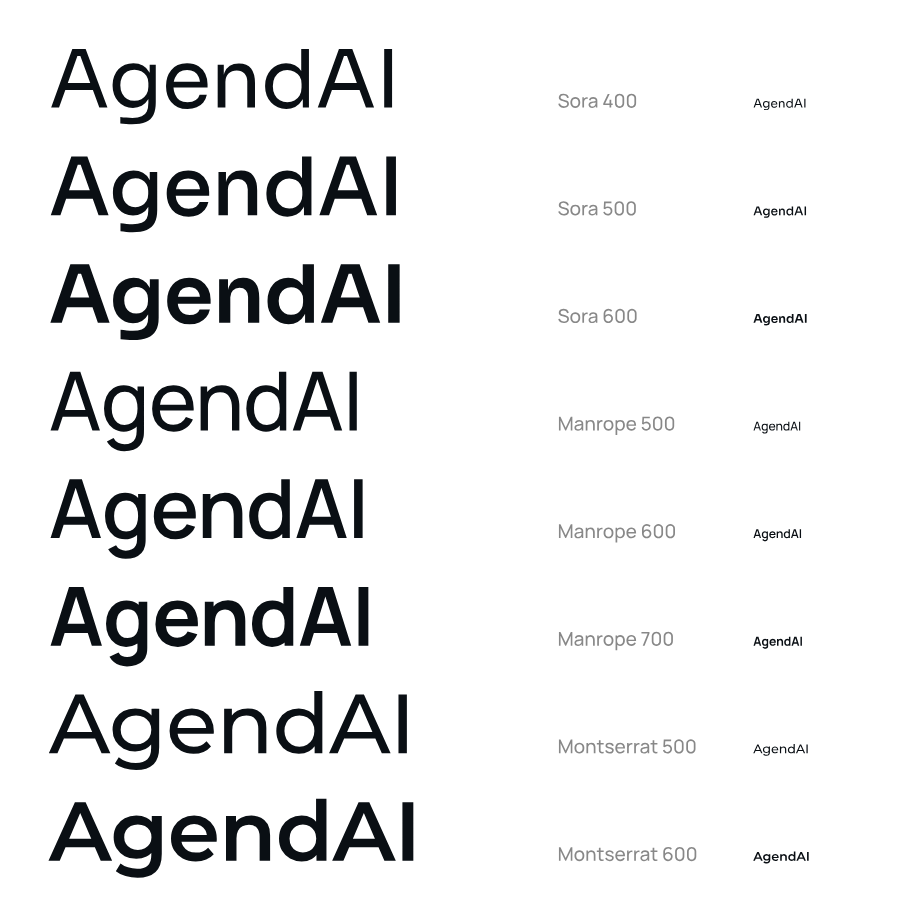 AgendAI Sora 400 AgendAI
AgendAI Sora 500 AgendAI
AgendAI Sora 600 AgendAI
AgendAI Manrope 500 AgendAI
AgendAI Manrope 600 AgendAI
AgendAI Manrope 700 AgendAI
AgendAI Montserrat 500 AgendAI
AgendAI Montserrat 600 AgendAI